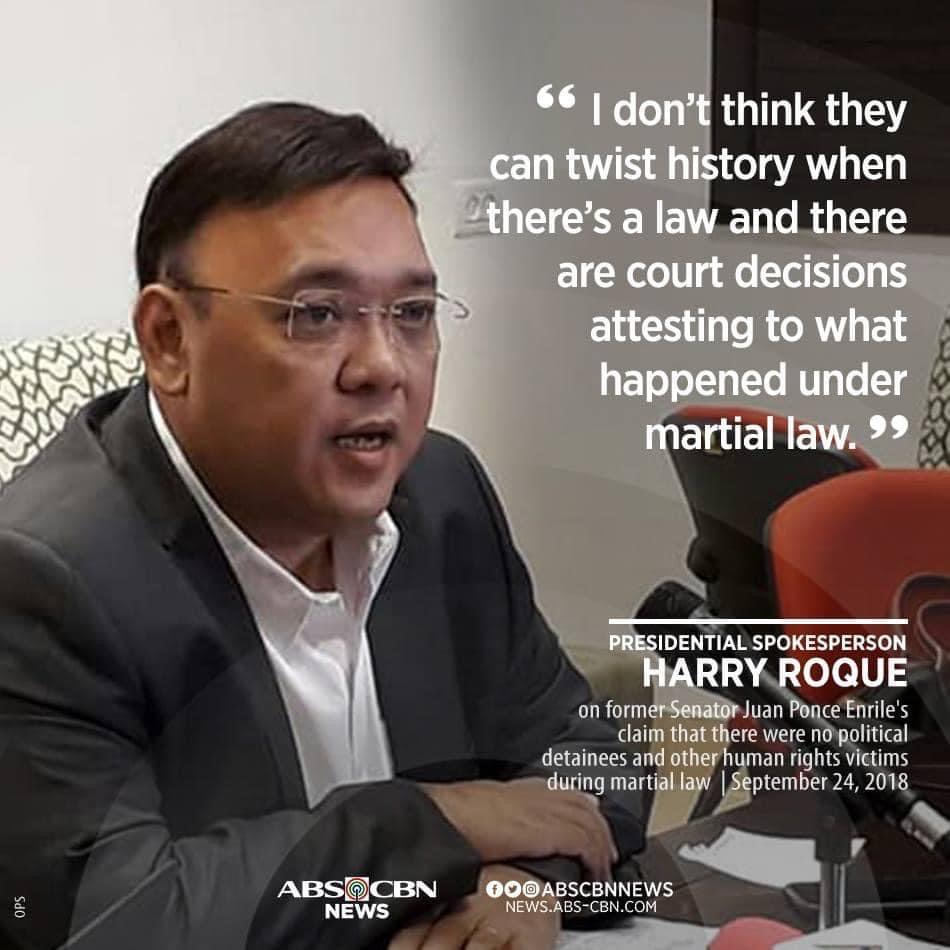 “ I don’t think they
can twist history when
there’s a law and there
are court decisions
attesting to what
happened under
martial law. ”
PRESIDENTIAL SPOKESPERSON
HARRY ROQUE
on former Senator Juan Ponce Enrile's
claim that there were no political
detainees and other human rights victims
during martial law | September 24, 2018
OPS
ABS CBN
NEWS
ABSCBNNEWS
NEWS.ABS-CBN.COM